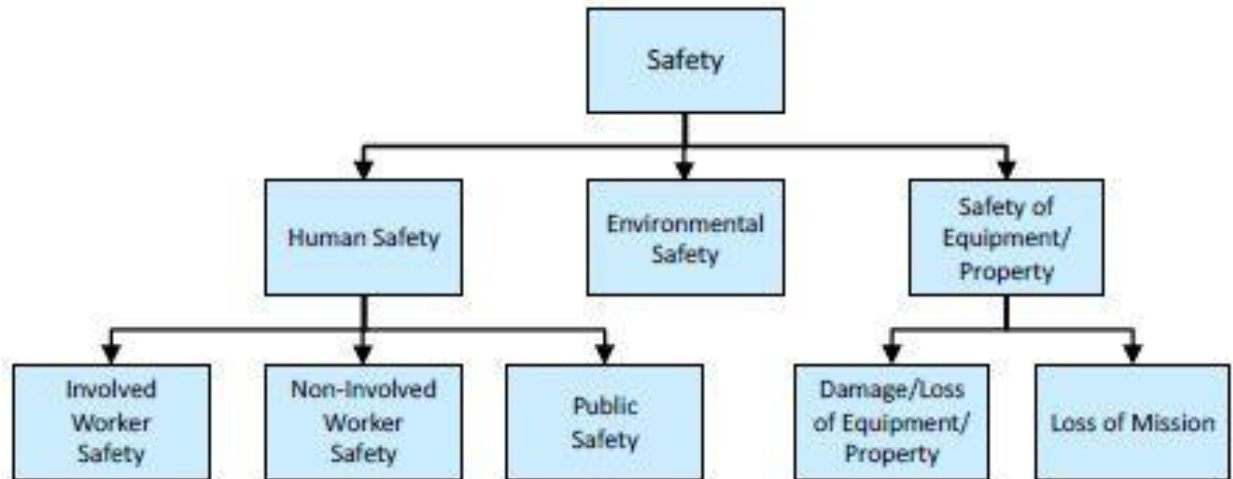 Safety
Human Safety
Environmental
Safety
Safety of
Equipment/
Property
Involved
Worker
Safety
Non-Involved
Worker
Safety
Public
Safety
Damage/Loss
of Equipment/
Property
Loss of Mission